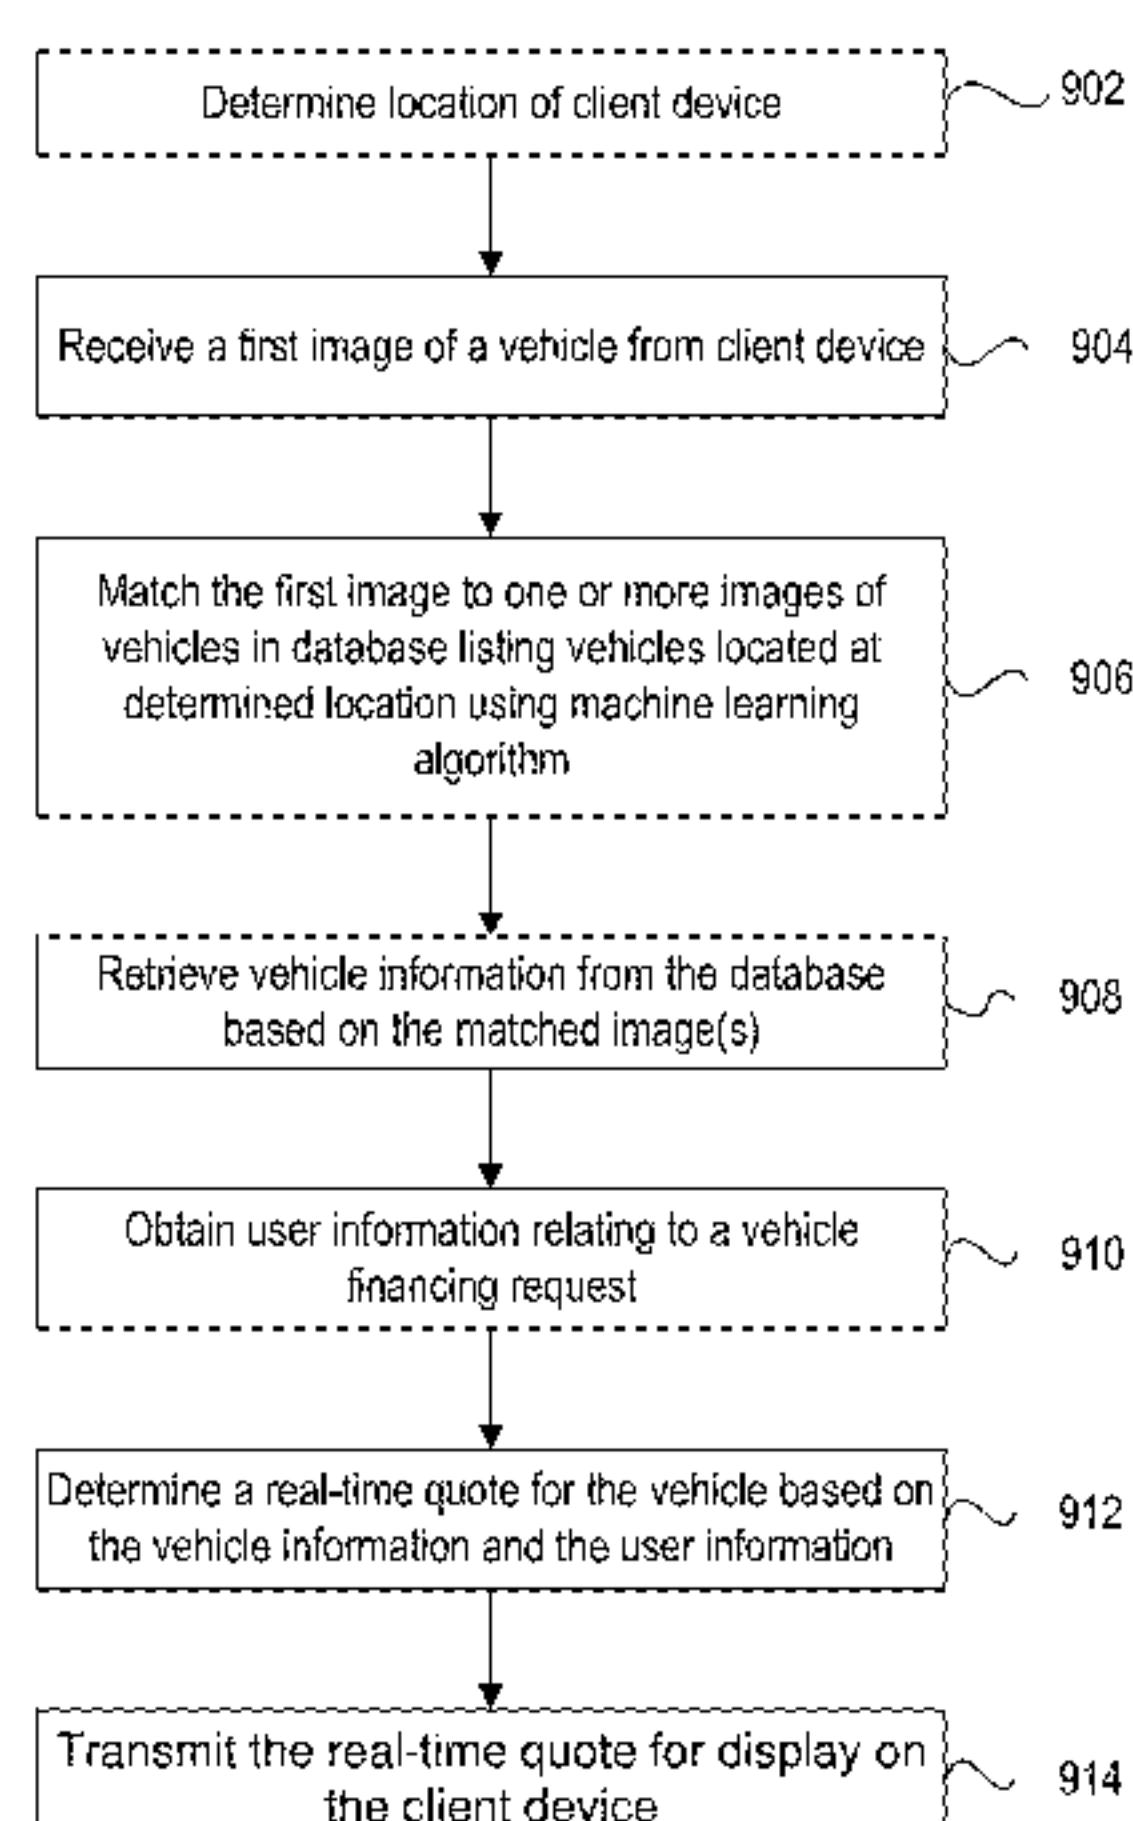 Determine location of client device
902
Receive a first image of a vehicle from client device
904
Match the first image to one or more images of
vehicles in database listing vehicles located at
determined location using machine learning
algorithm
906
Retrieve vehicle information from the database
based on the matched image(s)
908
Obtain user information relating to a vehicle
financing request
910
Determine a real-time quote for the vehicle based on
the vehicle information and the user information
912
Transmit the real-time quote for display on
the client device
914